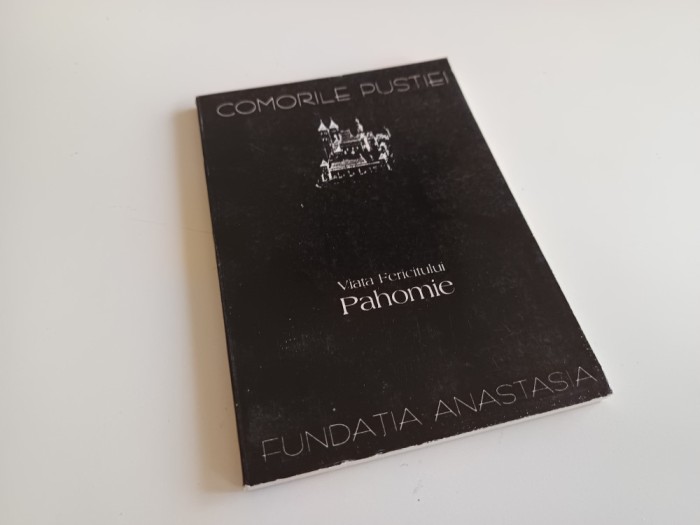 COMORILE PUSTIEI
Viața Fericitului
Pahomie
FUNDAȚIA ANASTASIA